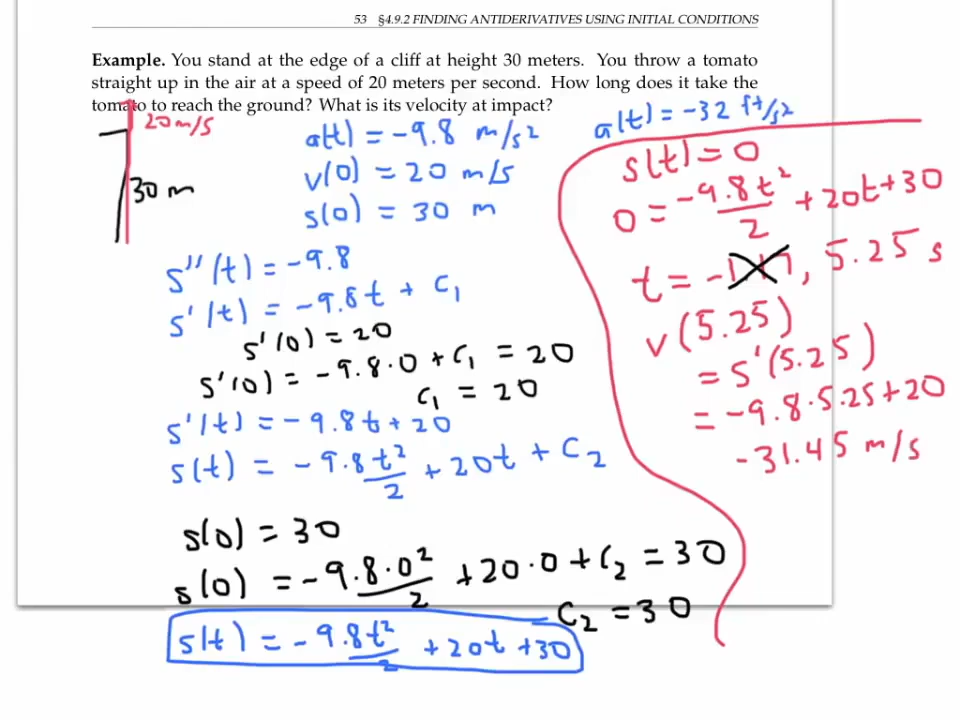 53 §4.9.2 FINDING ANTIDERIVATIVES USING INITIAL CONDITIONS
Example. You stand at the edge of a cliff at height 30 meters. You throw a tomato
straight up in the air at a speed of 20 meters per second. How long does it take the
tomato to reach the ground? What is its velocity at impact?
20 m/s
30 m
a(t) = -9.8 m/s²
v(0) = 20 m/s
s(0) = 30 m
s''(t) = -9.8
s'(t) = -9.8t + C₁
s'(0) = 20
s'(0) = -9.8·0 + C₁ = 20
C₁ = 20
s'(t) = -9.8t + 20
s(t) = -9.8t²/2 + 20t + C₂
s(0) = 30
s(0) = -9.8·0²/2 + 20·0 + C₂ = 30
C₂ = 30
s(t) = -9.8t²/2 + 20t + 30
a(t) = -32 ft/s²
s(t) = 0
0 = -9.8t²/2 + 20t + 30
t = , 5.25 s
v(5.25)
= s'(5.25)
= -9.8·5.25 + 20
-31.45 m/s